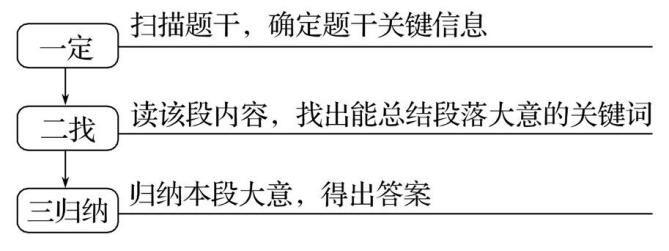 一定
扫描题干，确定题干关键信息
二找
读该段内容，找出能总结段落大意的关键词
三归纳
归纳本段大意，得出答案